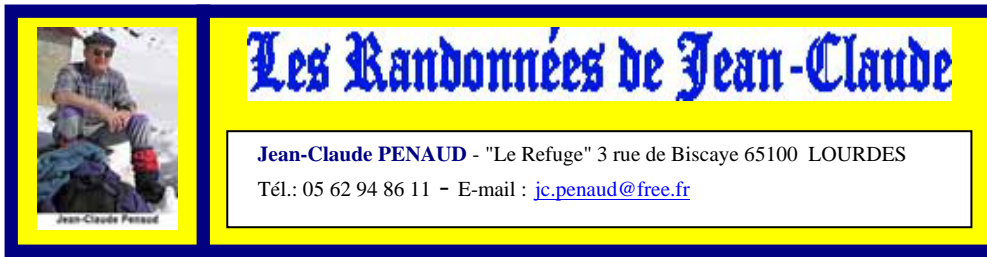 Les Randonnées de Jean-Claude
Jean-Claude PENAUD - "Le Refuge" 3 rue de Biscaye 65100 LOURDES
Tél.: 05 62 94 86 11 - E-mail : jc.penaud@free.fr
Jean-Claude Penaud